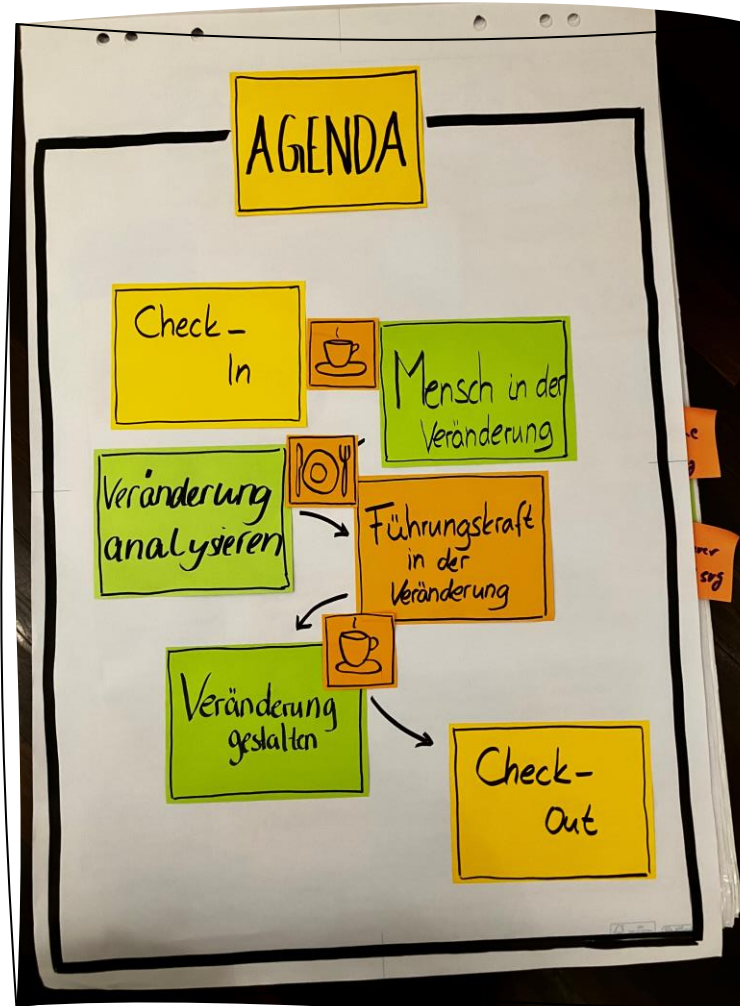 AGENDA
Check-
In
Mensch in der
Veränderung
Veränderung
analysieren
Führungskraft
in der
Veränderung
Veränderung
gestalten
Check-
Out